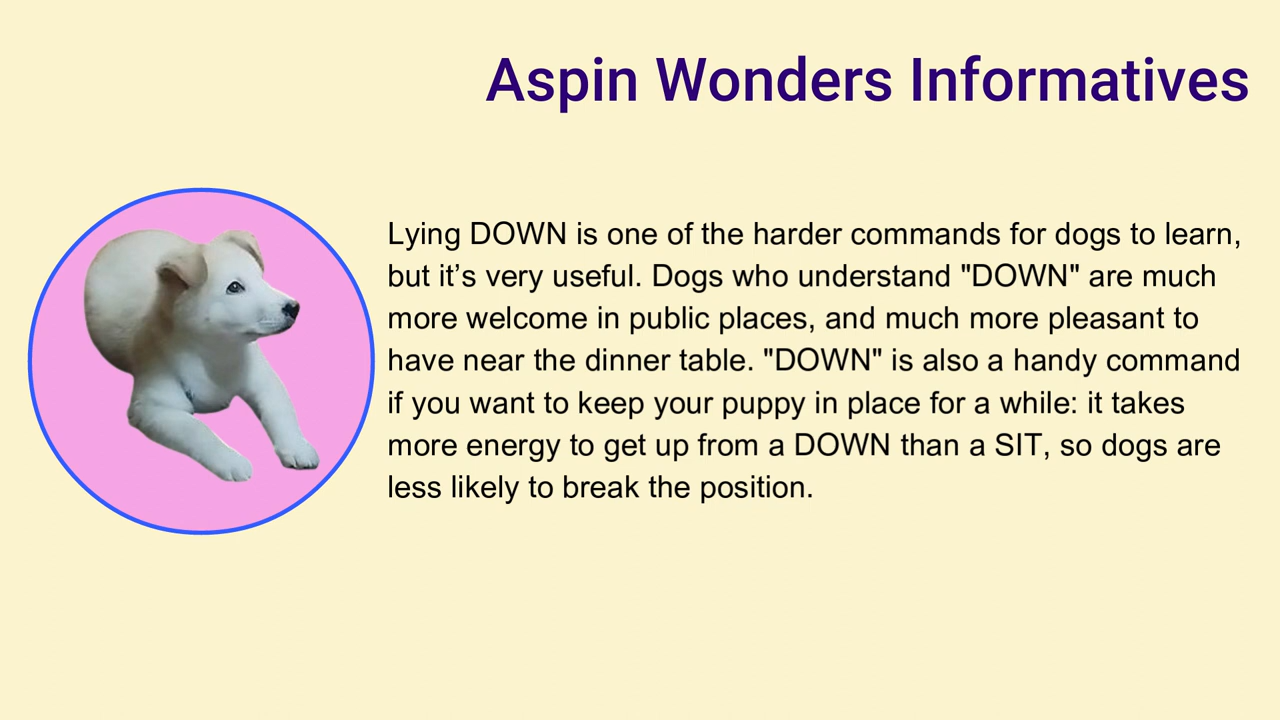 Aspin Wonders Informatives
Lying DOWN is one of the harder commands for dogs to learn,
but it’s very useful. Dogs who understand "DOWN" are much
more welcome in public places, and much more pleasant to
have near the dinner table. "DOWN" is also a handy command
if you want to keep your puppy in place for a while: it takes
more energy to get up from a DOWN than a SIT, so dogs are
less likely to break the position.